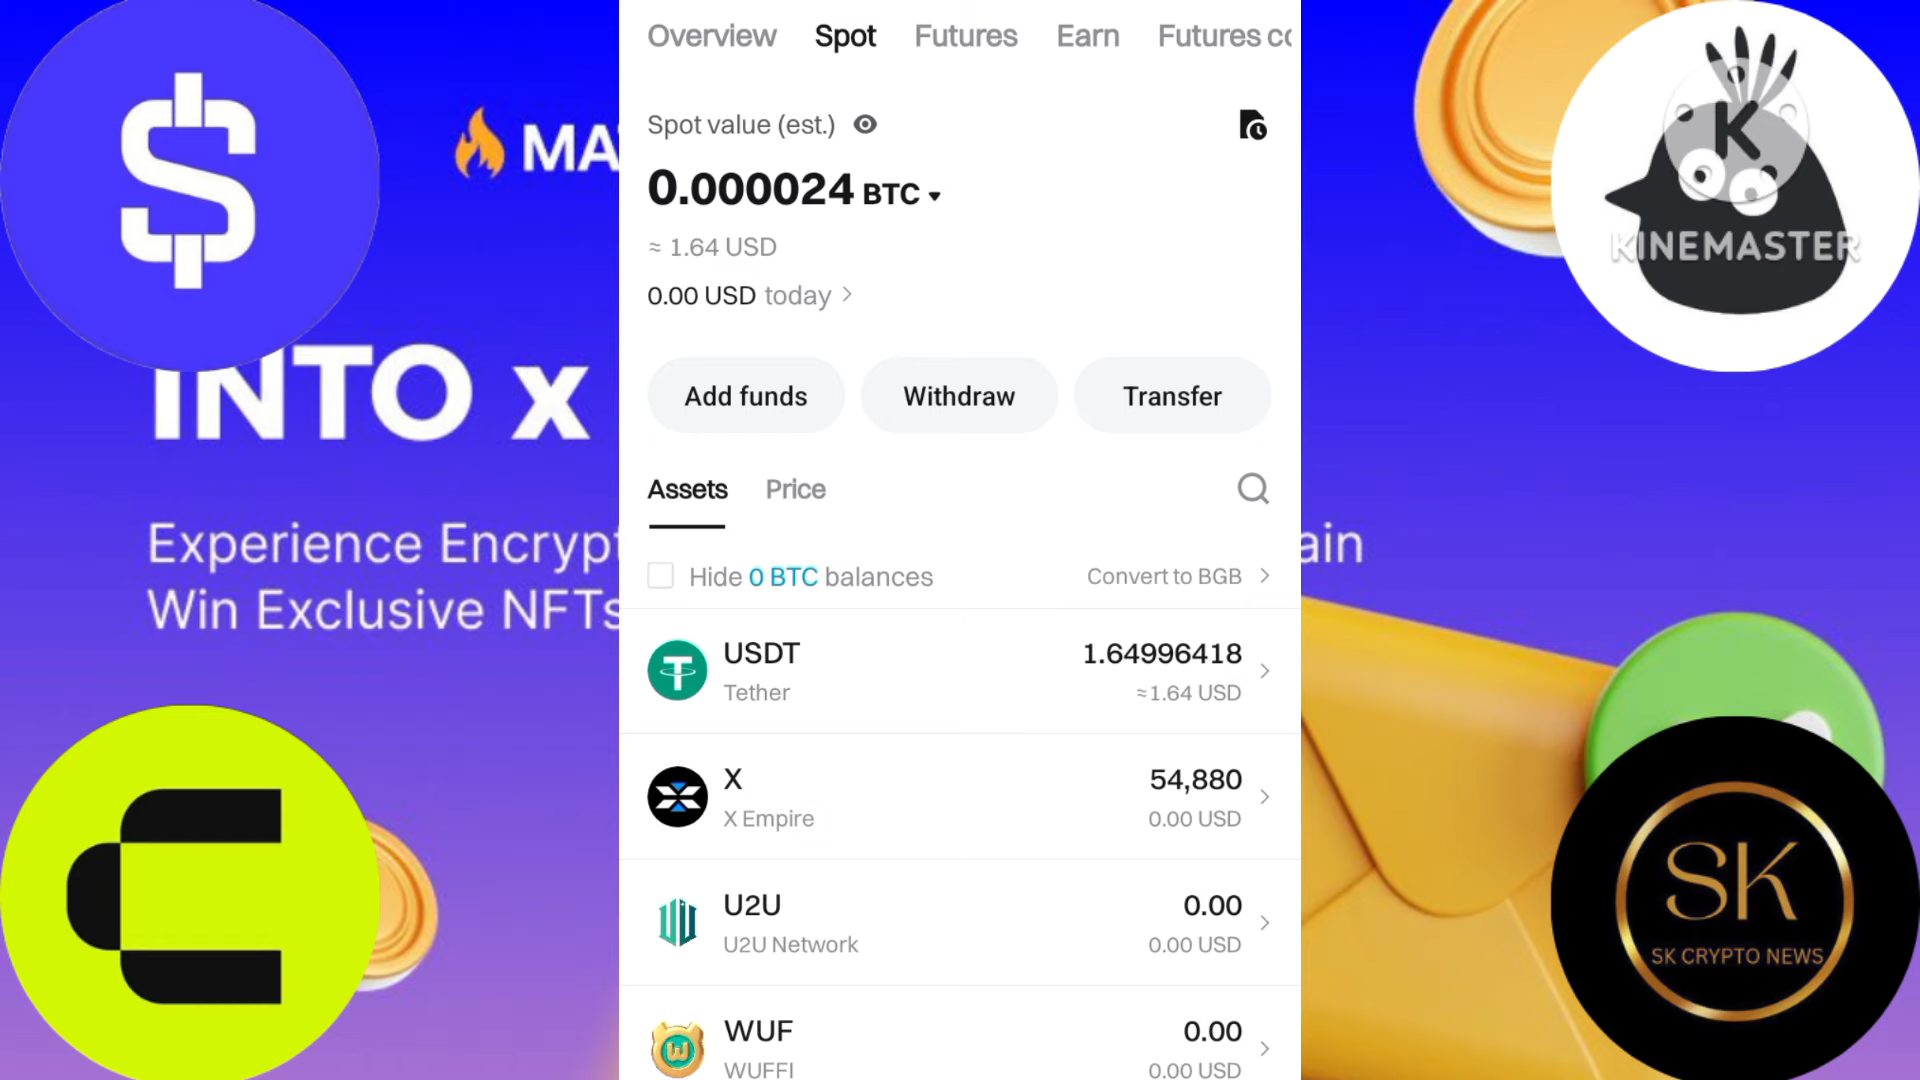 Overview Spot Futures Earn Futures co
Spot value (est.)
0.000024 BTC
≈ 1.64 USD
0.00 USD today >
Add funds Withdraw Transfer
Assets Price
Hide 0 BTC balances Convert to BGB >
USDT 1.64996418
Tether ≈1.64 USD
X 54,880
X Empire 0.00 USD
U2U 0.00
U2U Network 0.00 USD
WUF 0.00
WUFFI 0.00 USD
MA
INTO x
Experience Encrypt
ain
Win Exclusive NFTs
K
KINEMASTER
SK
SK CRYPTO NEWS